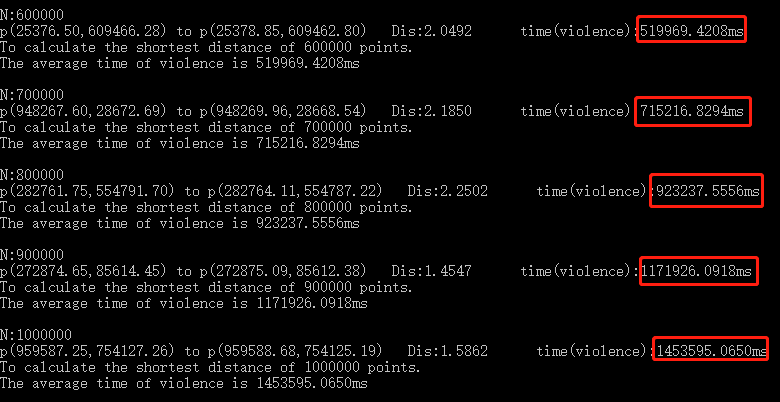 N:600000
p(25376.50,609466.28) to p(25378.85,609462.80) Dis:2.0492 time(violence):519969.4208ms
To calculate the shortest distance of 600000 points.
The average time of violence is 519969.4208ms
N:700000
p(948267.60,28672.69) to p(948269.96,28668.54) Dis:2.1850 time(violence):715216.8294ms
To calculate the shortest distance of 700000 points.
The average time of violence is 715216.8294ms
N:800000
p(282761.75,554791.70) to p(282764.11,554787.22) Dis:2.2502 time(violence):923237.5556ms
To calculate the shortest distance of 800000 points.
The average time of violence is 923237.5556ms
N:900000
p(272874.65,85614.45) to p(272875.09,85612.38) Dis:1.4547 time(violence):1171926.0918ms
To calculate the shortest distance of 900000 points.
The average time of violence is 1171926.0918ms
N:1000000
p(959587.25,754127.26) to p(959588.68,754125.19) Dis:1.5862 time(violence):1453595.0650ms
To calculate the shortest distance of 1000000 points.
The average time of violence is 1453595.0650ms